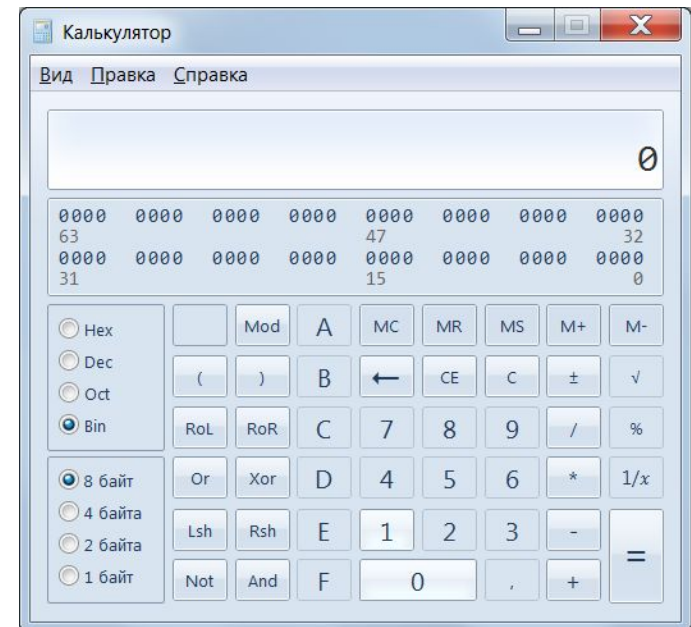 Калькулятор
Вид Правка Справка
0
0000 0000 0000 0000 0000 0000 0000 0000
63 47 32
0000 0000 0000 0000 0000 0000 0000 0000
31 15 0
Hex Mod A MC MR MS M+ M-
Dec ( ) B ← CE C ± √
Oct
Bin RoL RoR C 7 8 9 / %
8 байт Or Xor D 4 5 6 * 1/x
4 байта Lsh Rsh E 1 2 3 - =
2 байта
1 байт Not And F 0 , +